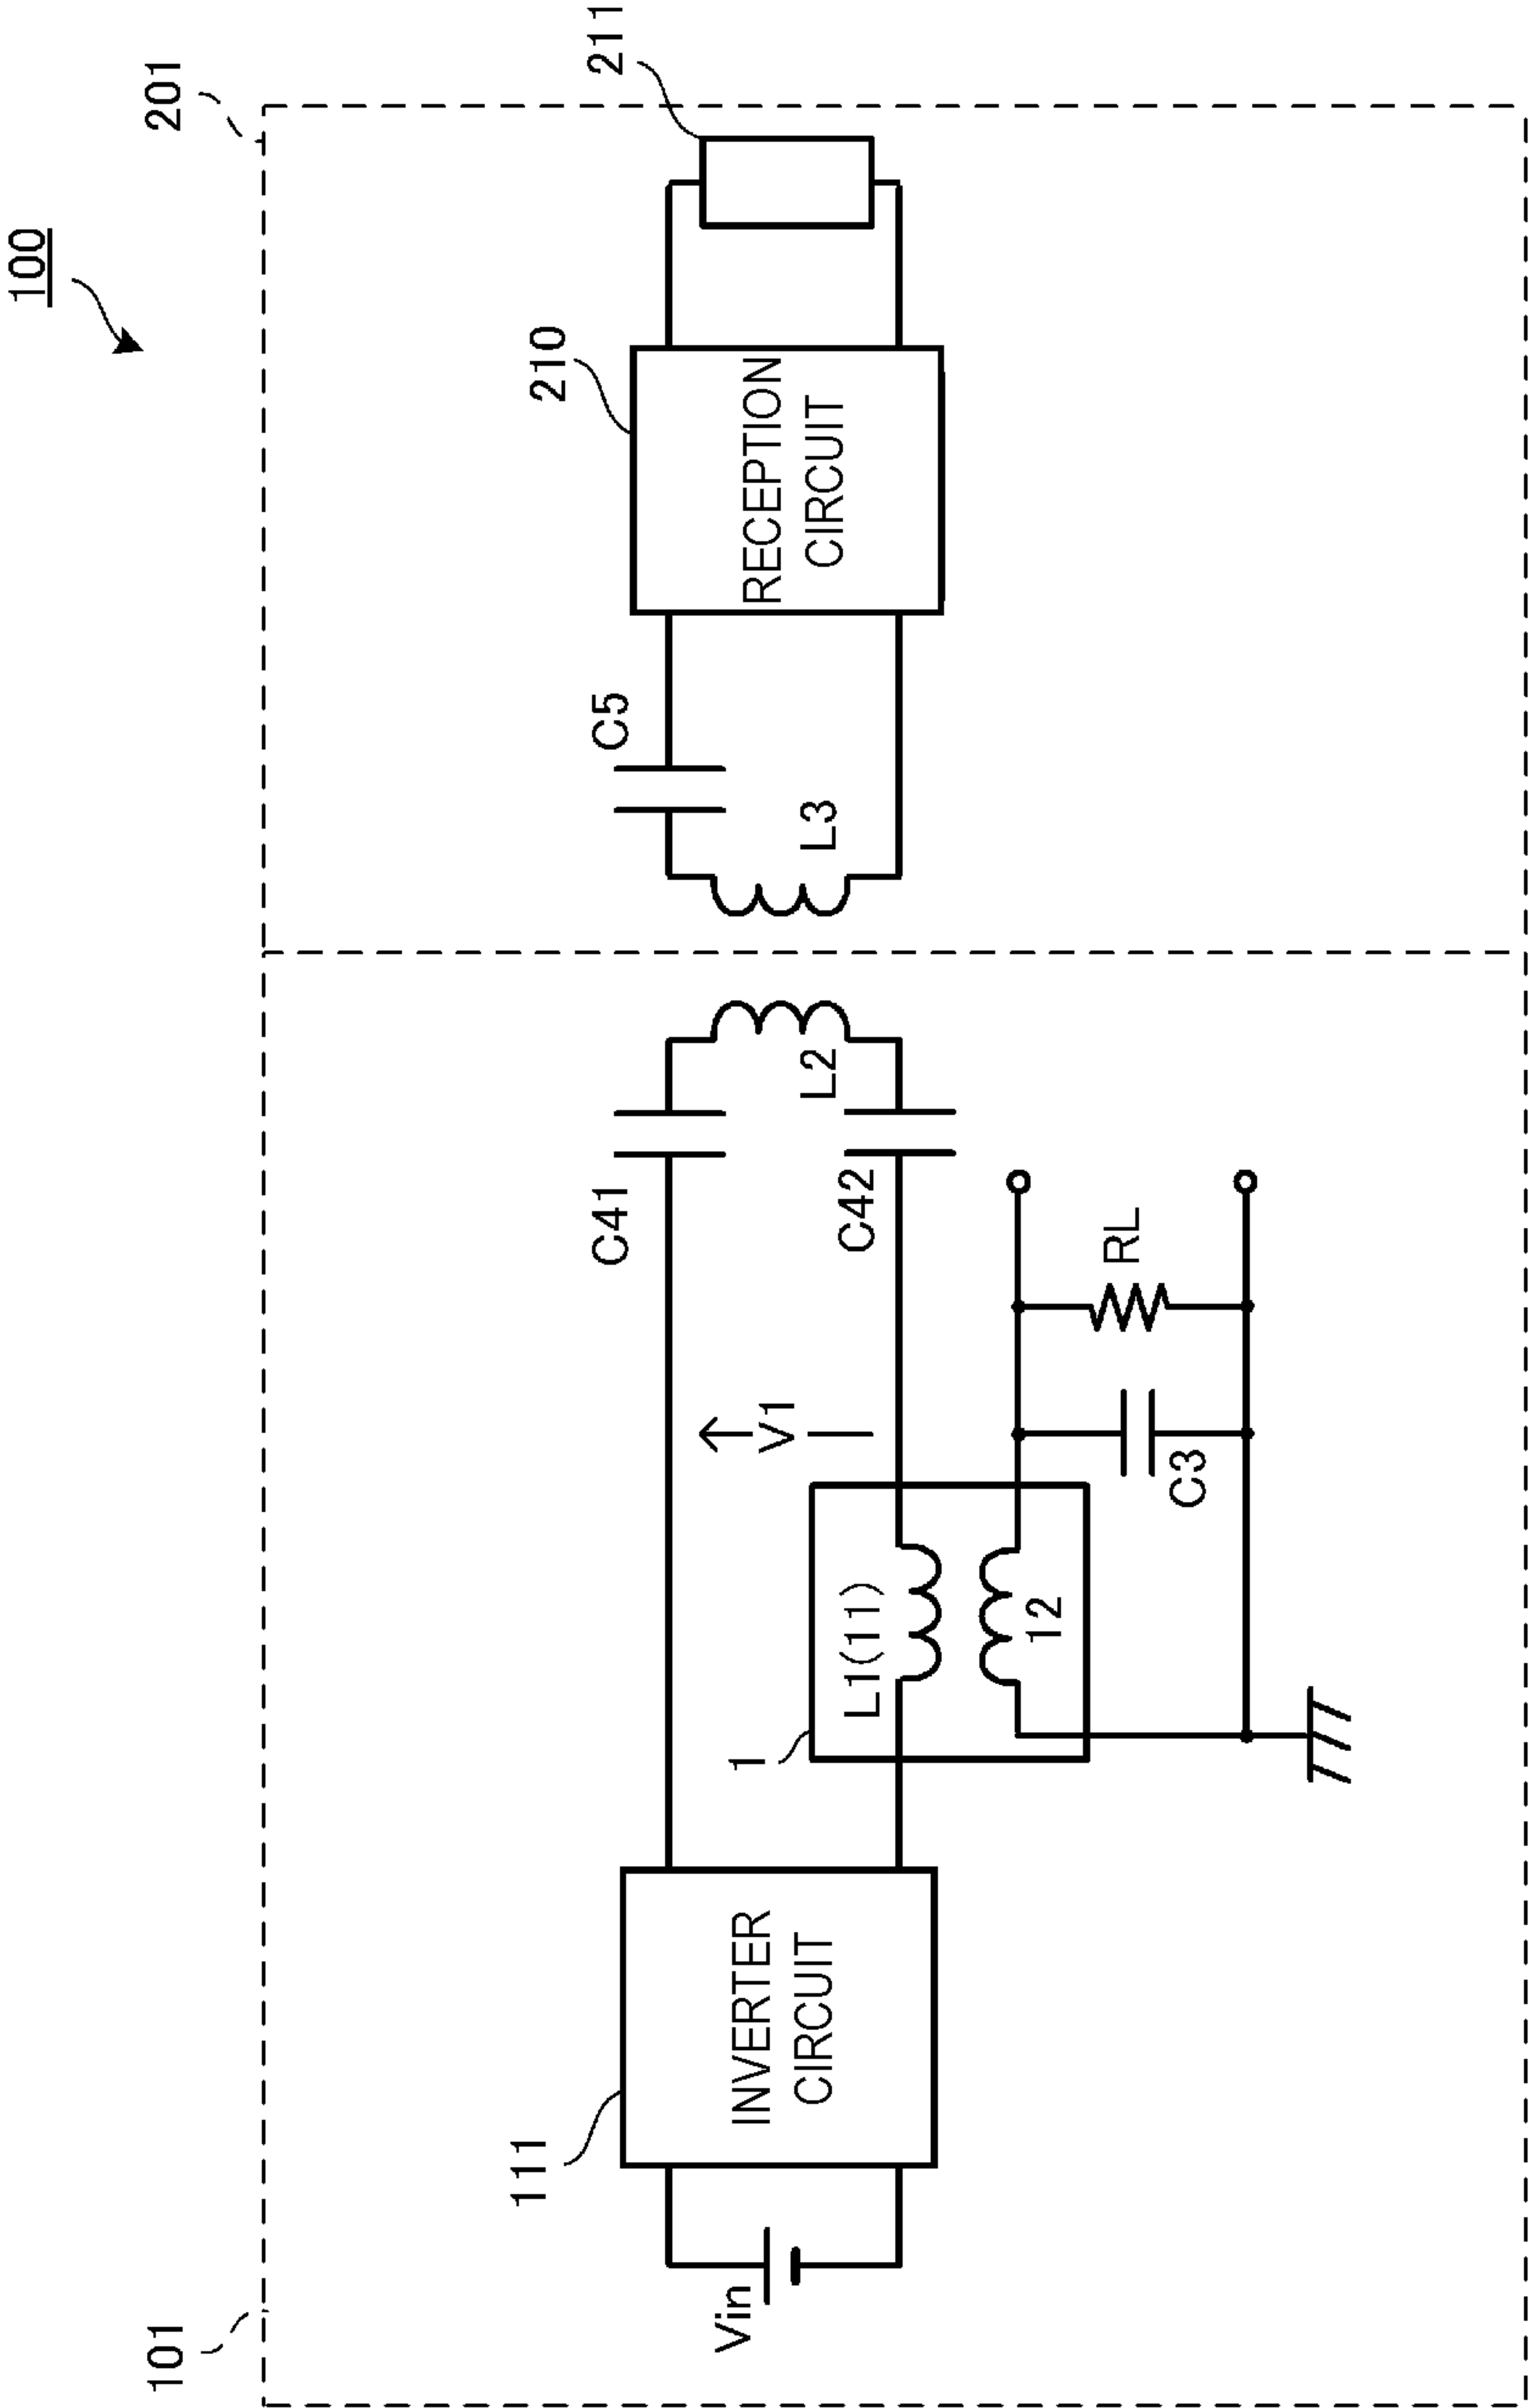 100
101
201
111
INVERTER
CIRCUIT
Vin
1
L1(11)
12
V1
C3
RL
C41
C42
L2
L3
C5
210
RECEPTION
CIRCUIT
211